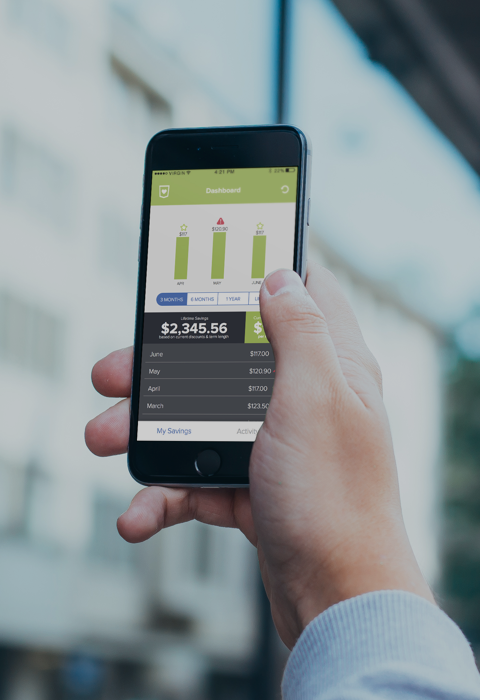 VIRGIN 4:21 PM 30%
Dashboard
$117 $120.90 $117
APR MAY JUNE
3 MONTHS 6 MONTHS 1 YEAR
Lifetime Savings
$2,345.56 $
based on current discounts & term length
June $117.00
May $120.90
April $117.00
March $123.50
My Savings Activity